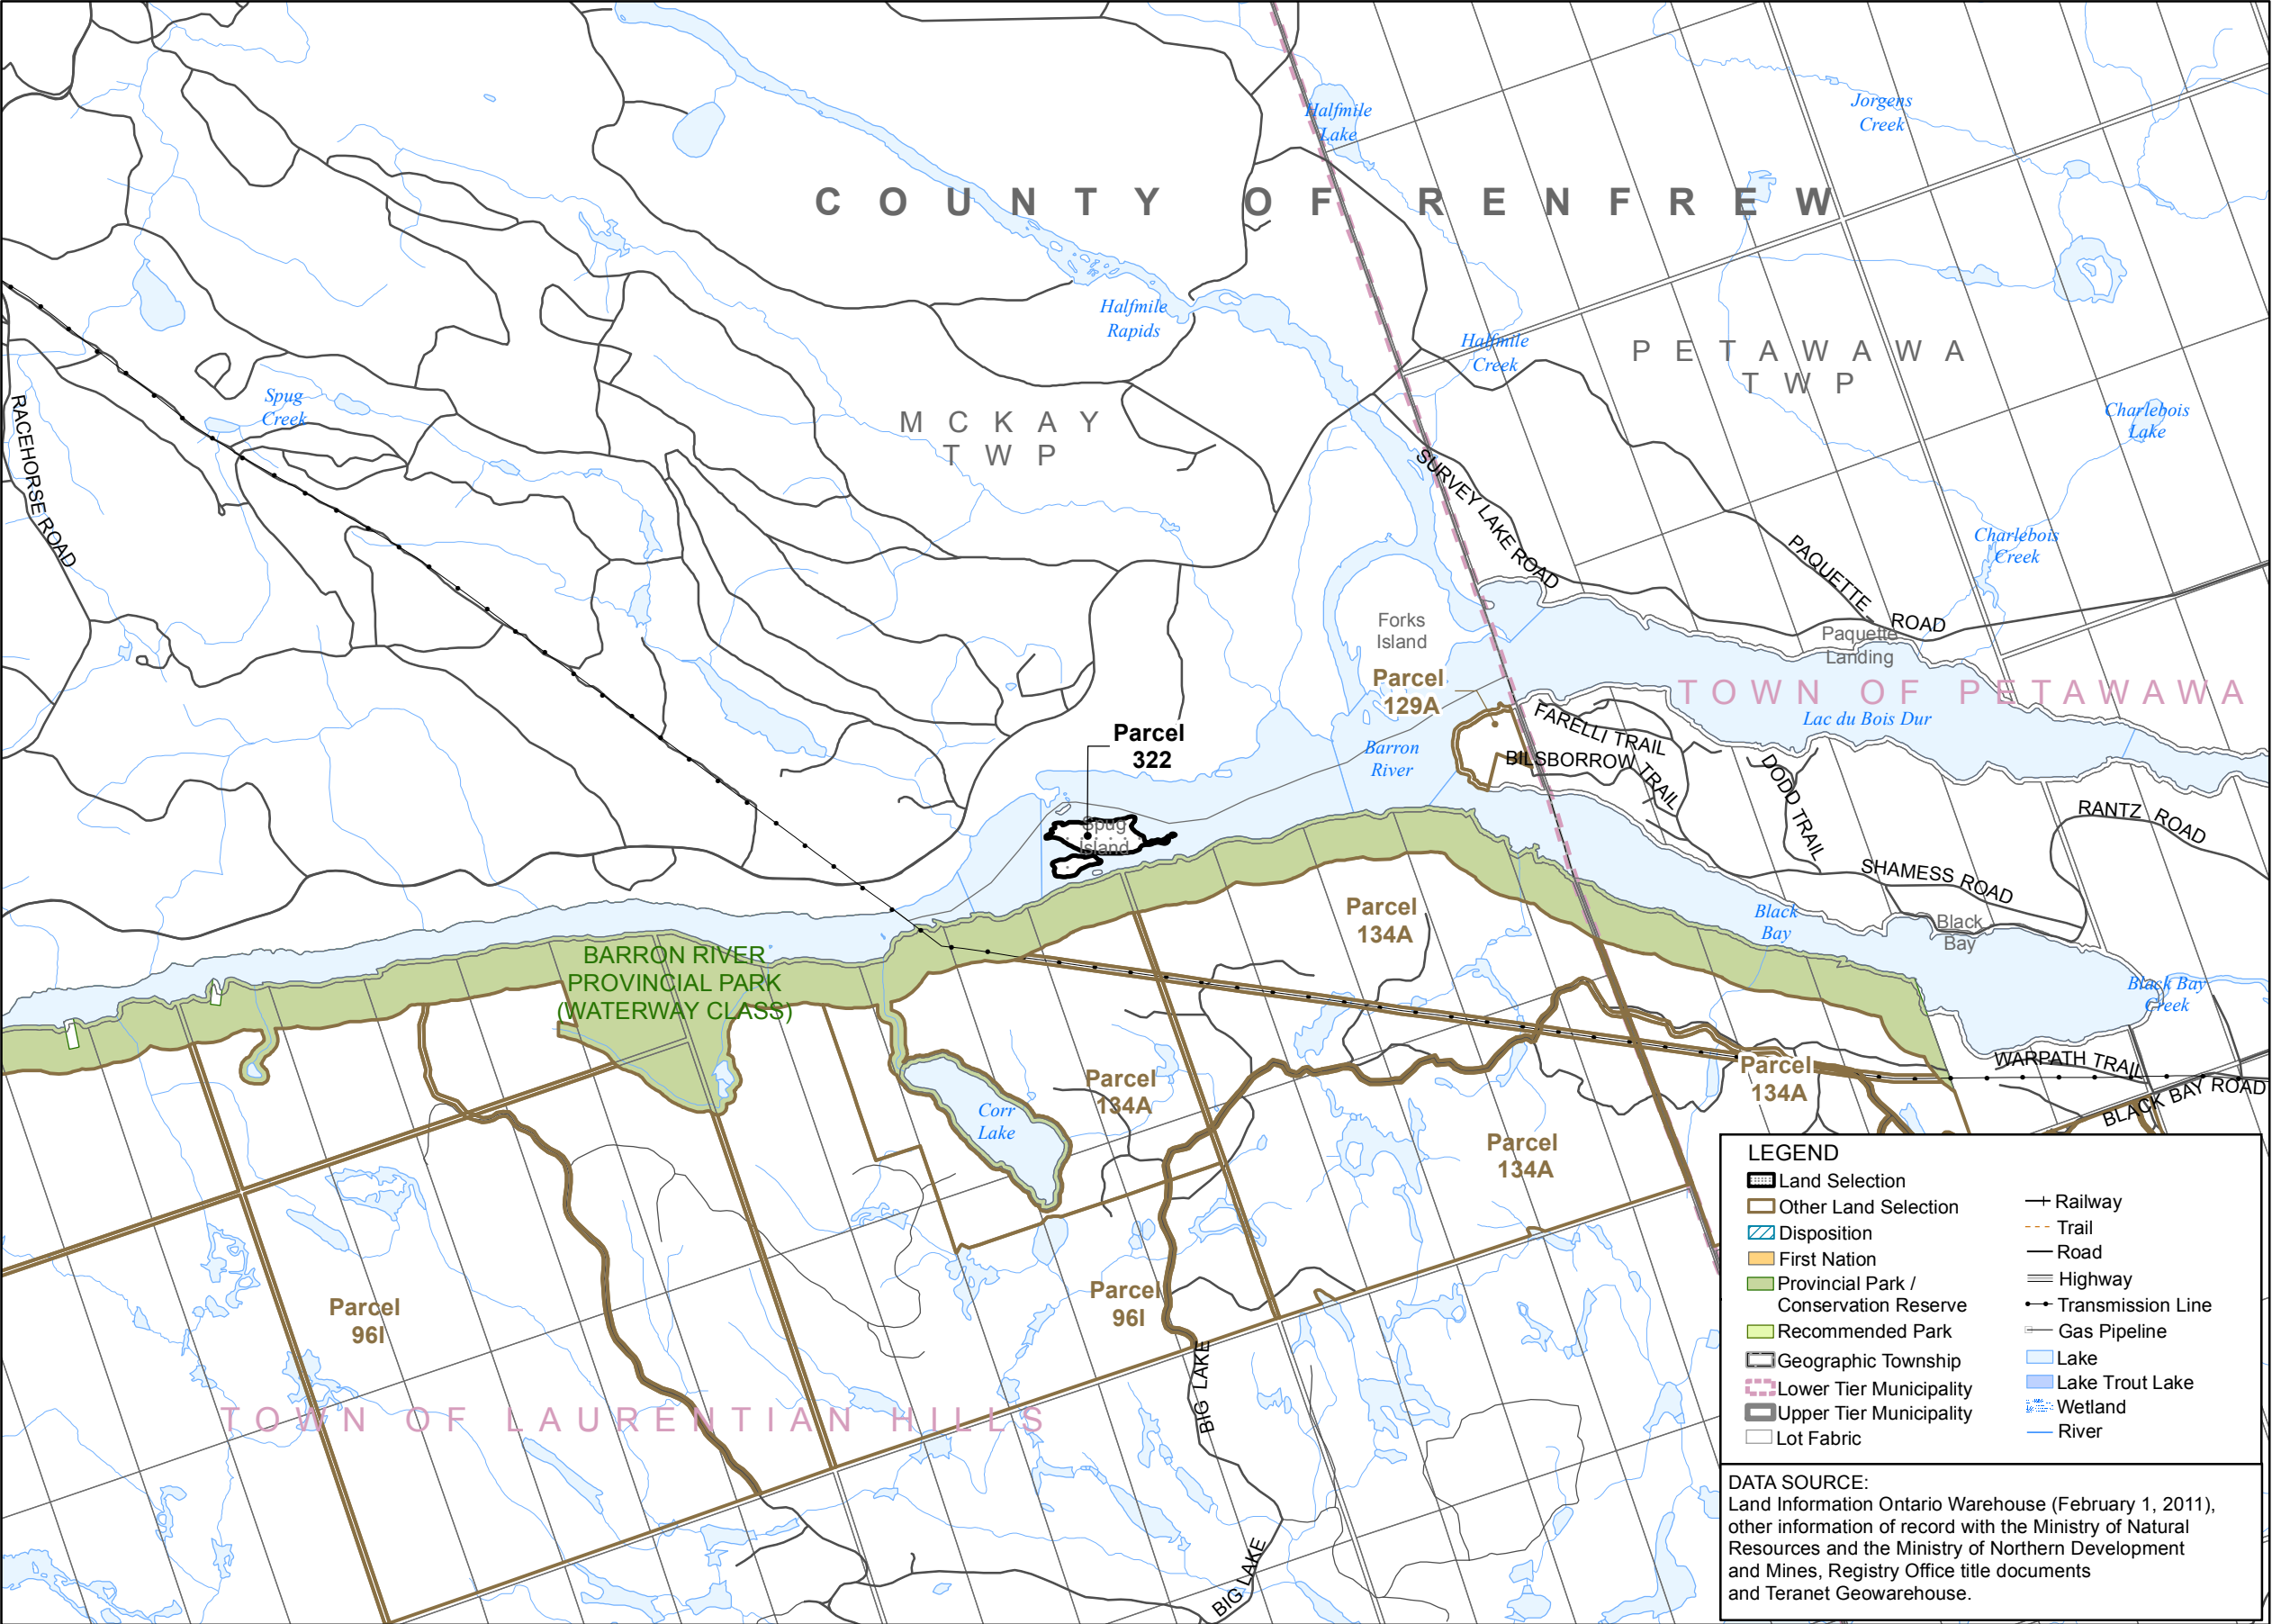 Halfmile
Lake
Jorgens
Creek
COUNTY OF RENFREW
Halfmile
Rapids
Halfmile
Creek
PETAWAWA
TWP
Spug
Creek
MCKAY
TWP
Charlebois
Lake
RACEHORSE ROAD
SURVEY LAKE ROAD
PAQUETTE ROAD
Charlebois
Creek
Forks
Island
Paquette
Landing
Parcel
129A
TOWN OF PETAWAWA
Lac du Bois Dur
FARELLI TRAIL
Parcel
322
Barron
River
BILSBORROW TRAIL
DODD TRAIL
RANTZ ROAD
Spug
Island
SHAMESS ROAD
Parcel
134A
Black
Bay
Black
Bay
BARRON RIVER
PROVINCIAL PARK
(WATERWAY CLASS)
Black Bay
Creek
WARPATH TRAIL
Parcel
134A
Parcel
134A
BLACK BAY ROAD
Corr
Lake
Parcel
134A
Parcel
96I
Parcel
96I
BIG LAKE
TOWN OF LAURENTIAN HILLS
BIG LAKE
LEGEND
Land Selection
Other Land Selection
Disposition
First Nation
Provincial Park /
Conservation Reserve
Recommended Park
Geographic Township
Lower Tier Municipality
Upper Tier Municipality
Lot Fabric
Railway
Trail
Road
Highway
Transmission Line
Gas Pipeline
Lake
Lake Trout Lake
Wetland
River
DATA SOURCE:
Land Information Ontario Warehouse (February 1, 2011),
other information of record with the Ministry of Natural
Resources and the Ministry of Northern Development
and Mines, Registry Office title documents
and Teranet Geowarehouse.